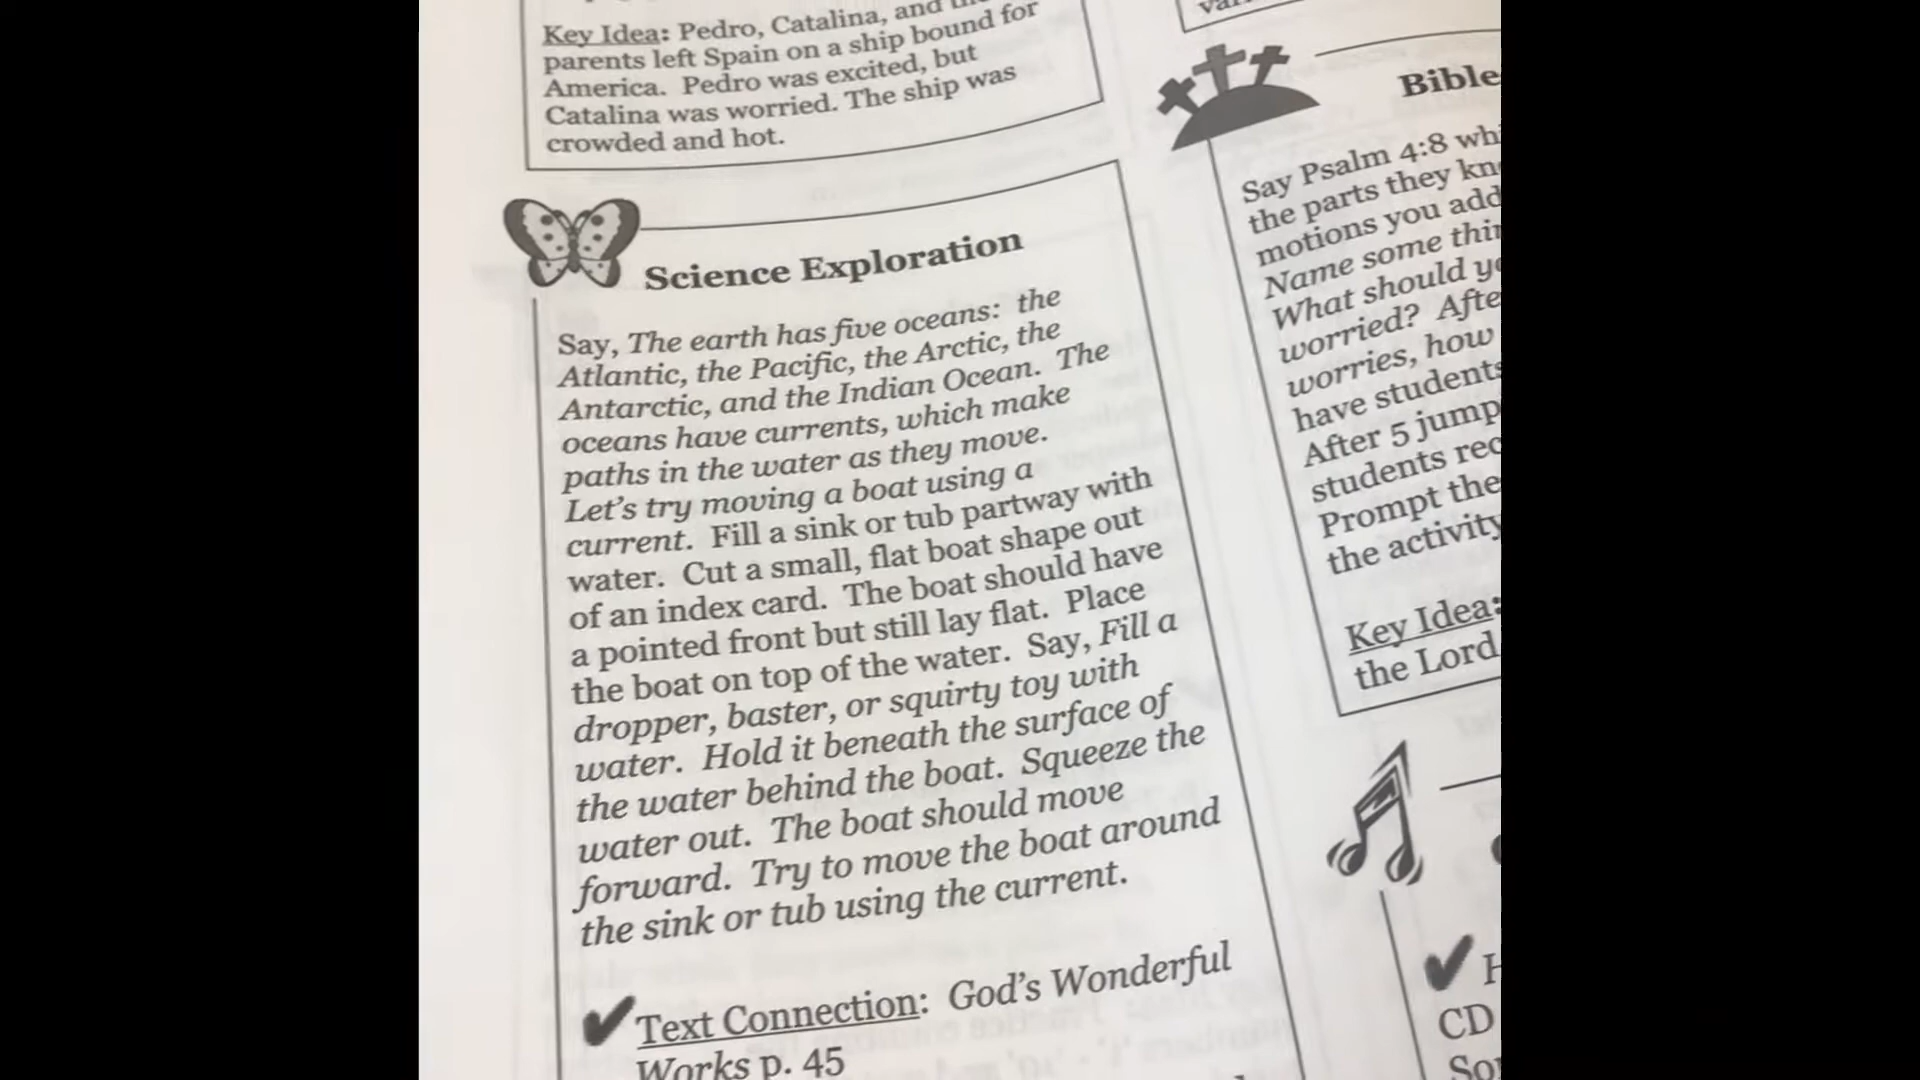 Key Idea: Pedro, Catalina, and
parents left Spain on a ship bound for
America. Pedro was excited, but
Catalina was worried. The ship was
crowded and hot.
Science Exploration
Say, The earth has five oceans: the
Atlantic, the Pacific, the Arctic, the
Antarctic, and the Indian Ocean. The
oceans have currents, which make
paths in the water as they move.
Let's try moving a boat using a
current. Fill a sink or tub partway with
water. Cut a small, flat boat shape out
of an index card. The boat should have
a pointed front but still lay flat. Place
the boat on top of the water. Say, Fill a
dropper, baster, or squirty toy with
water. Hold it beneath the surface of
the water behind the boat. Squeeze the
water out. The boat should move
forward. Try to move the boat around
the sink or tub using the current.
✔ Text Connection: God's Wonderful
Works p. 45
Bible
Say Psalm 4:8
the parts they
motions you add
Name some
What should
worried?
worries, how
have students
After 5 jump
students
Prompt the
the activity
Key Idea:
the Lord
✔ H
CD